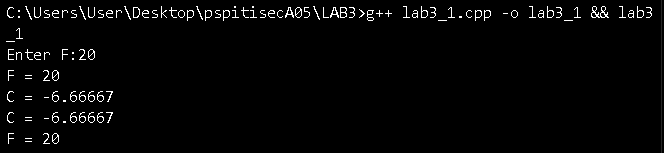 C:\Users\User\Desktop\pspitisecA05\LAB3>g++ lab3_1.cpp -o lab3_1 && lab3
_1
Enter F:20
F = 20
C = -6.66667
C = -6.66667
F = 20